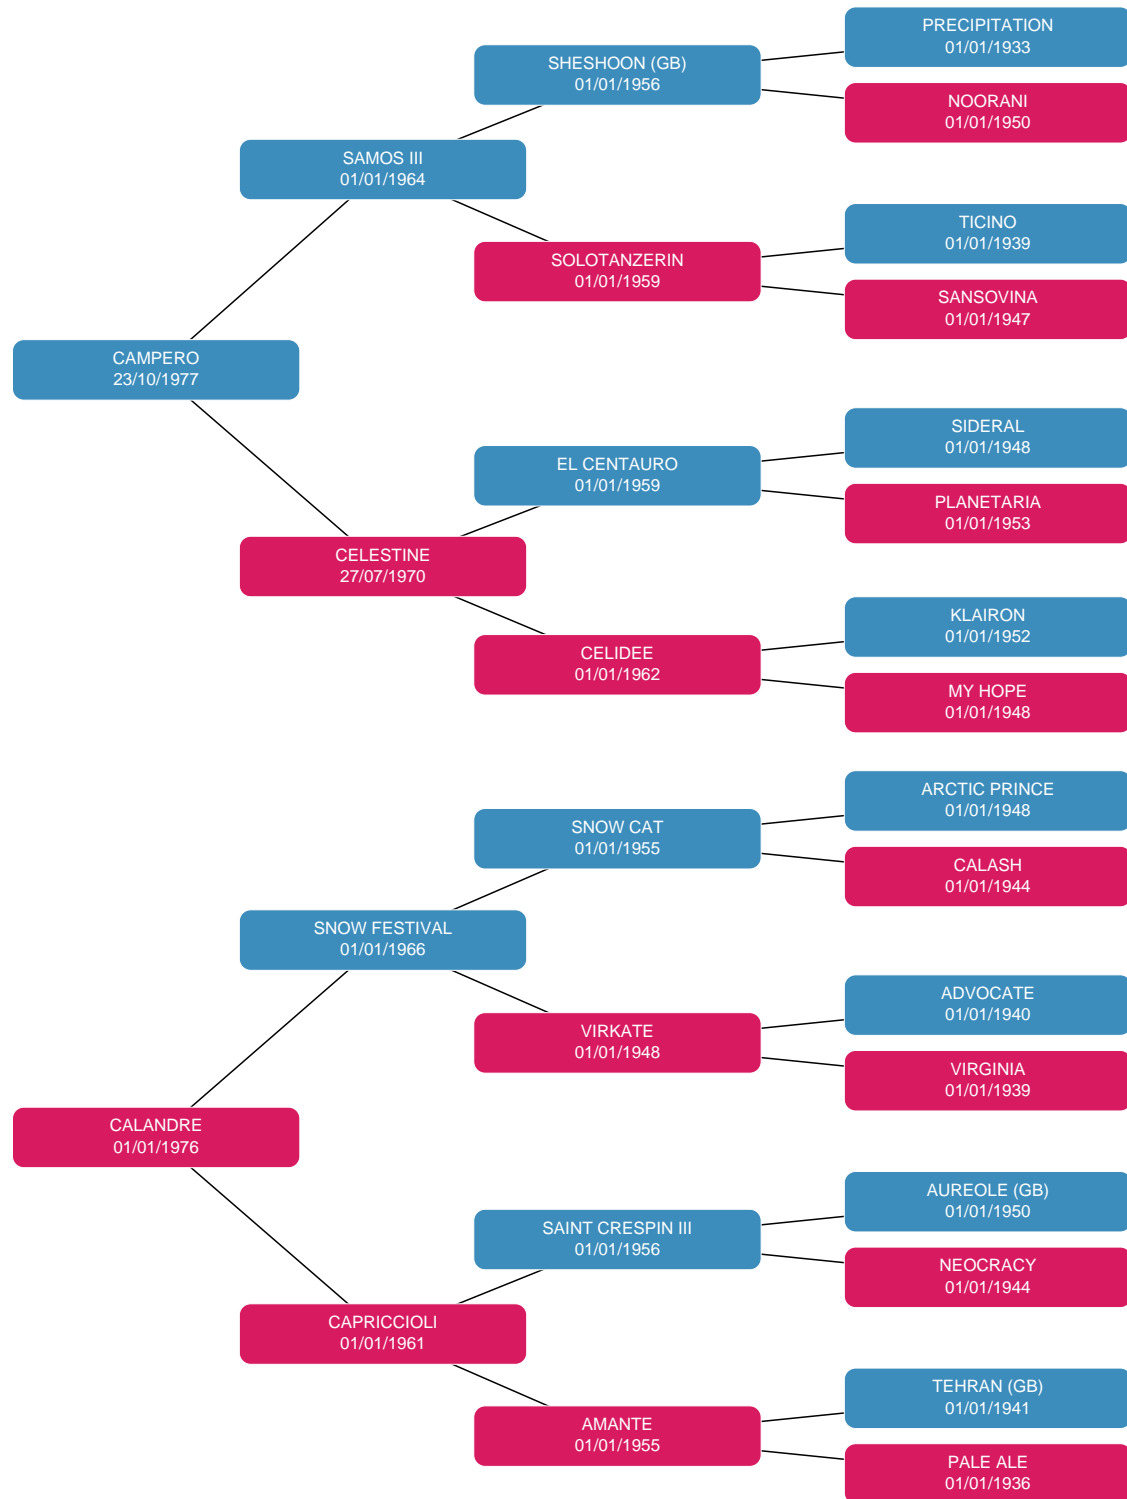 PRECIPITATION
01/01/1933
SHESHOON (GB)
01/01/1956
NOORANI
01/01/1950
SAMOS III
01/01/1964
TICINO
01/01/1939
SOLOTANZERIN
01/01/1959
SANSOVINA
01/01/1947
CAMPERO
23/10/1977
SIDERAL
01/01/1948
EL CENTAURO
01/01/1959
PLANETARIA
01/01/1953
CELESTINE
27/07/1970
KLAIRON
01/01/1952
CELIDEE
01/01/1962
MY HOPE
01/01/1948
ARCTIC PRINCE
01/01/1948
SNOW CAT
01/01/1955
CALASH
01/01/1944
SNOW FESTIVAL
01/01/1966
ADVOCATE
01/01/1940
VIRKATE
01/01/1948
VIRGINIA
01/01/1939
CALANDRE
01/01/1976
AUREOLE (GB)
01/01/1950
SAINT CRESPIN III
01/01/1956
NEOCRACY
01/01/1944
CAPRICCIOLI
01/01/1961
TEHRAN (GB)
01/01/1941
AMANTE
01/01/1955
PALE ALE
01/01/1936